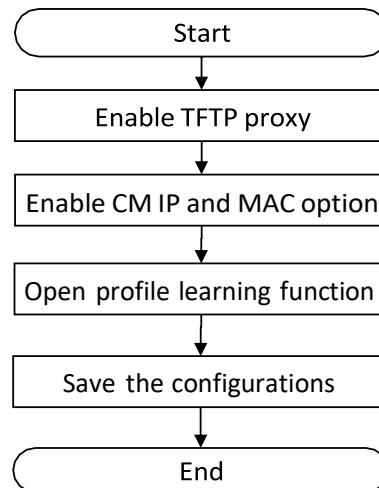 Start
Enable TFTP proxy
Enable CM IP and MAC option
Open profile learning function
Save the configurations
End